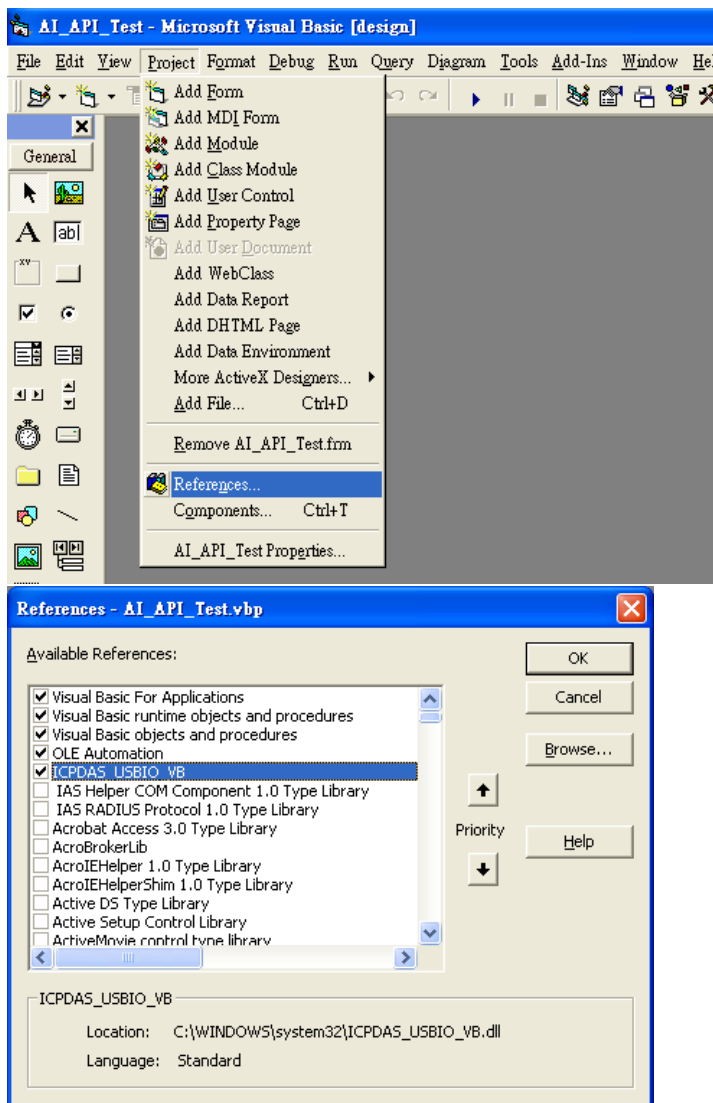 AI_API_Test - Microsoft Visual Basic [design]
File Edit View Project Format Debug Run Query Diagram Tools Add-Ins Window
General
Add Form
Add MDI Form
Add Module
Add Class Module
Add User Control
Add Property Page
Add User Document
Add WebClass
Add Data Report
Add DHTML Page
Add Data Environment
More ActiveX Designers...
Add File... Ctrl+D
Remove AI_API_Test.frm
References...
Components... Ctrl+T
AI_API_Test Properties...
A ab
xy
References - AI_API_Test.vbp
Available References:
Visual Basic For Applications
Visual Basic runtime objects and procedures
Visual Basic objects and procedures
OLE Automation
ICPDAS_USBIO_VB
IAS Helper COM Component 1.0 Type Library
IAS RADIUS Protocol 1.0 Type Library
Acrobat Access 3.0 Type Library
AcroBrokerLib
AcroIEHelper 1.0 Type Library
AcroIEHelperShim 1.0 Type Library
Active DS Type Library
Active Setup Control Library
ActiveMovie control type library
OK
Cancel
Browse...
Priority
Help
ICPDAS_USBIO_VB
Location: C:\WINDOWS\system32\ICPDAS_USBIO_VB.dll
Language: Standard